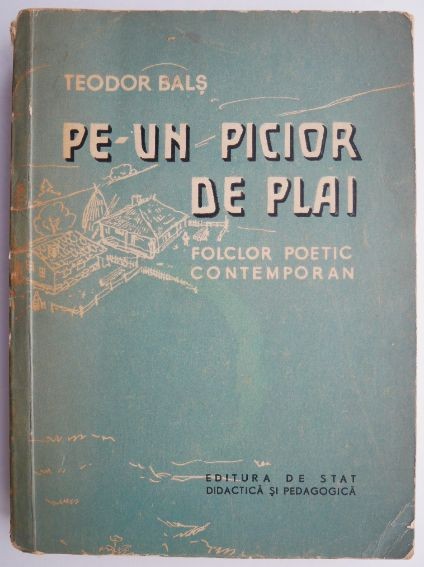 TEODOR BALȘ
PE-UN PICIOR
DE PLAI
FOLCLOR POETIC
CONTEMPORAN
EDITURA DE STAT
DIDACTICĂ ȘI PEDAGOGICĂ